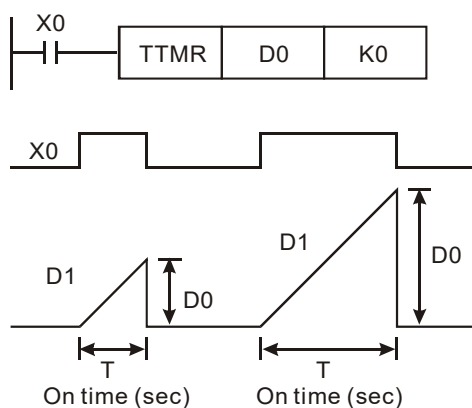 X0
TTMR D0 K0
X0
D1 D0 D1 D0
T T
On time (sec) On time (sec)